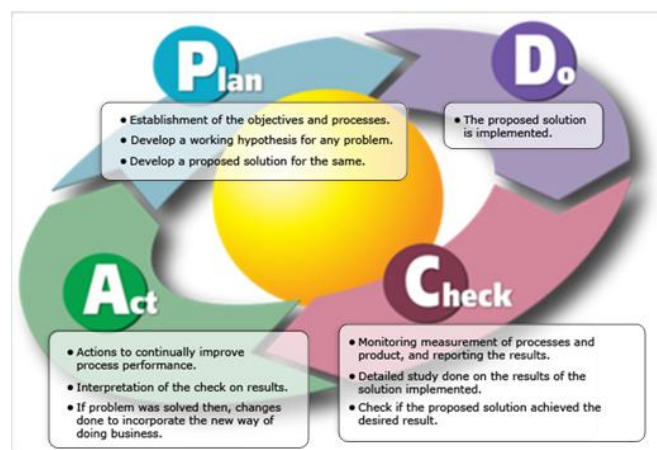 Plan
• Establishment of the objectives and processes.
• Develop a working hypothesis for any problem.
• Develop a proposed solution for the same.
Do
• The proposed solution
is implemented.
Check
• Monitoring measurement of processes and
product, and reporting the results.
• Detailed study done on the results of the
solution implemented.
• Check if the proposed solution achieved the
desired result.
Act
• Actions to continually improve
process performance.
• Interpretation of the check on results.
• If problem was solved then, changes
done to incorporate the new way of
doing business.